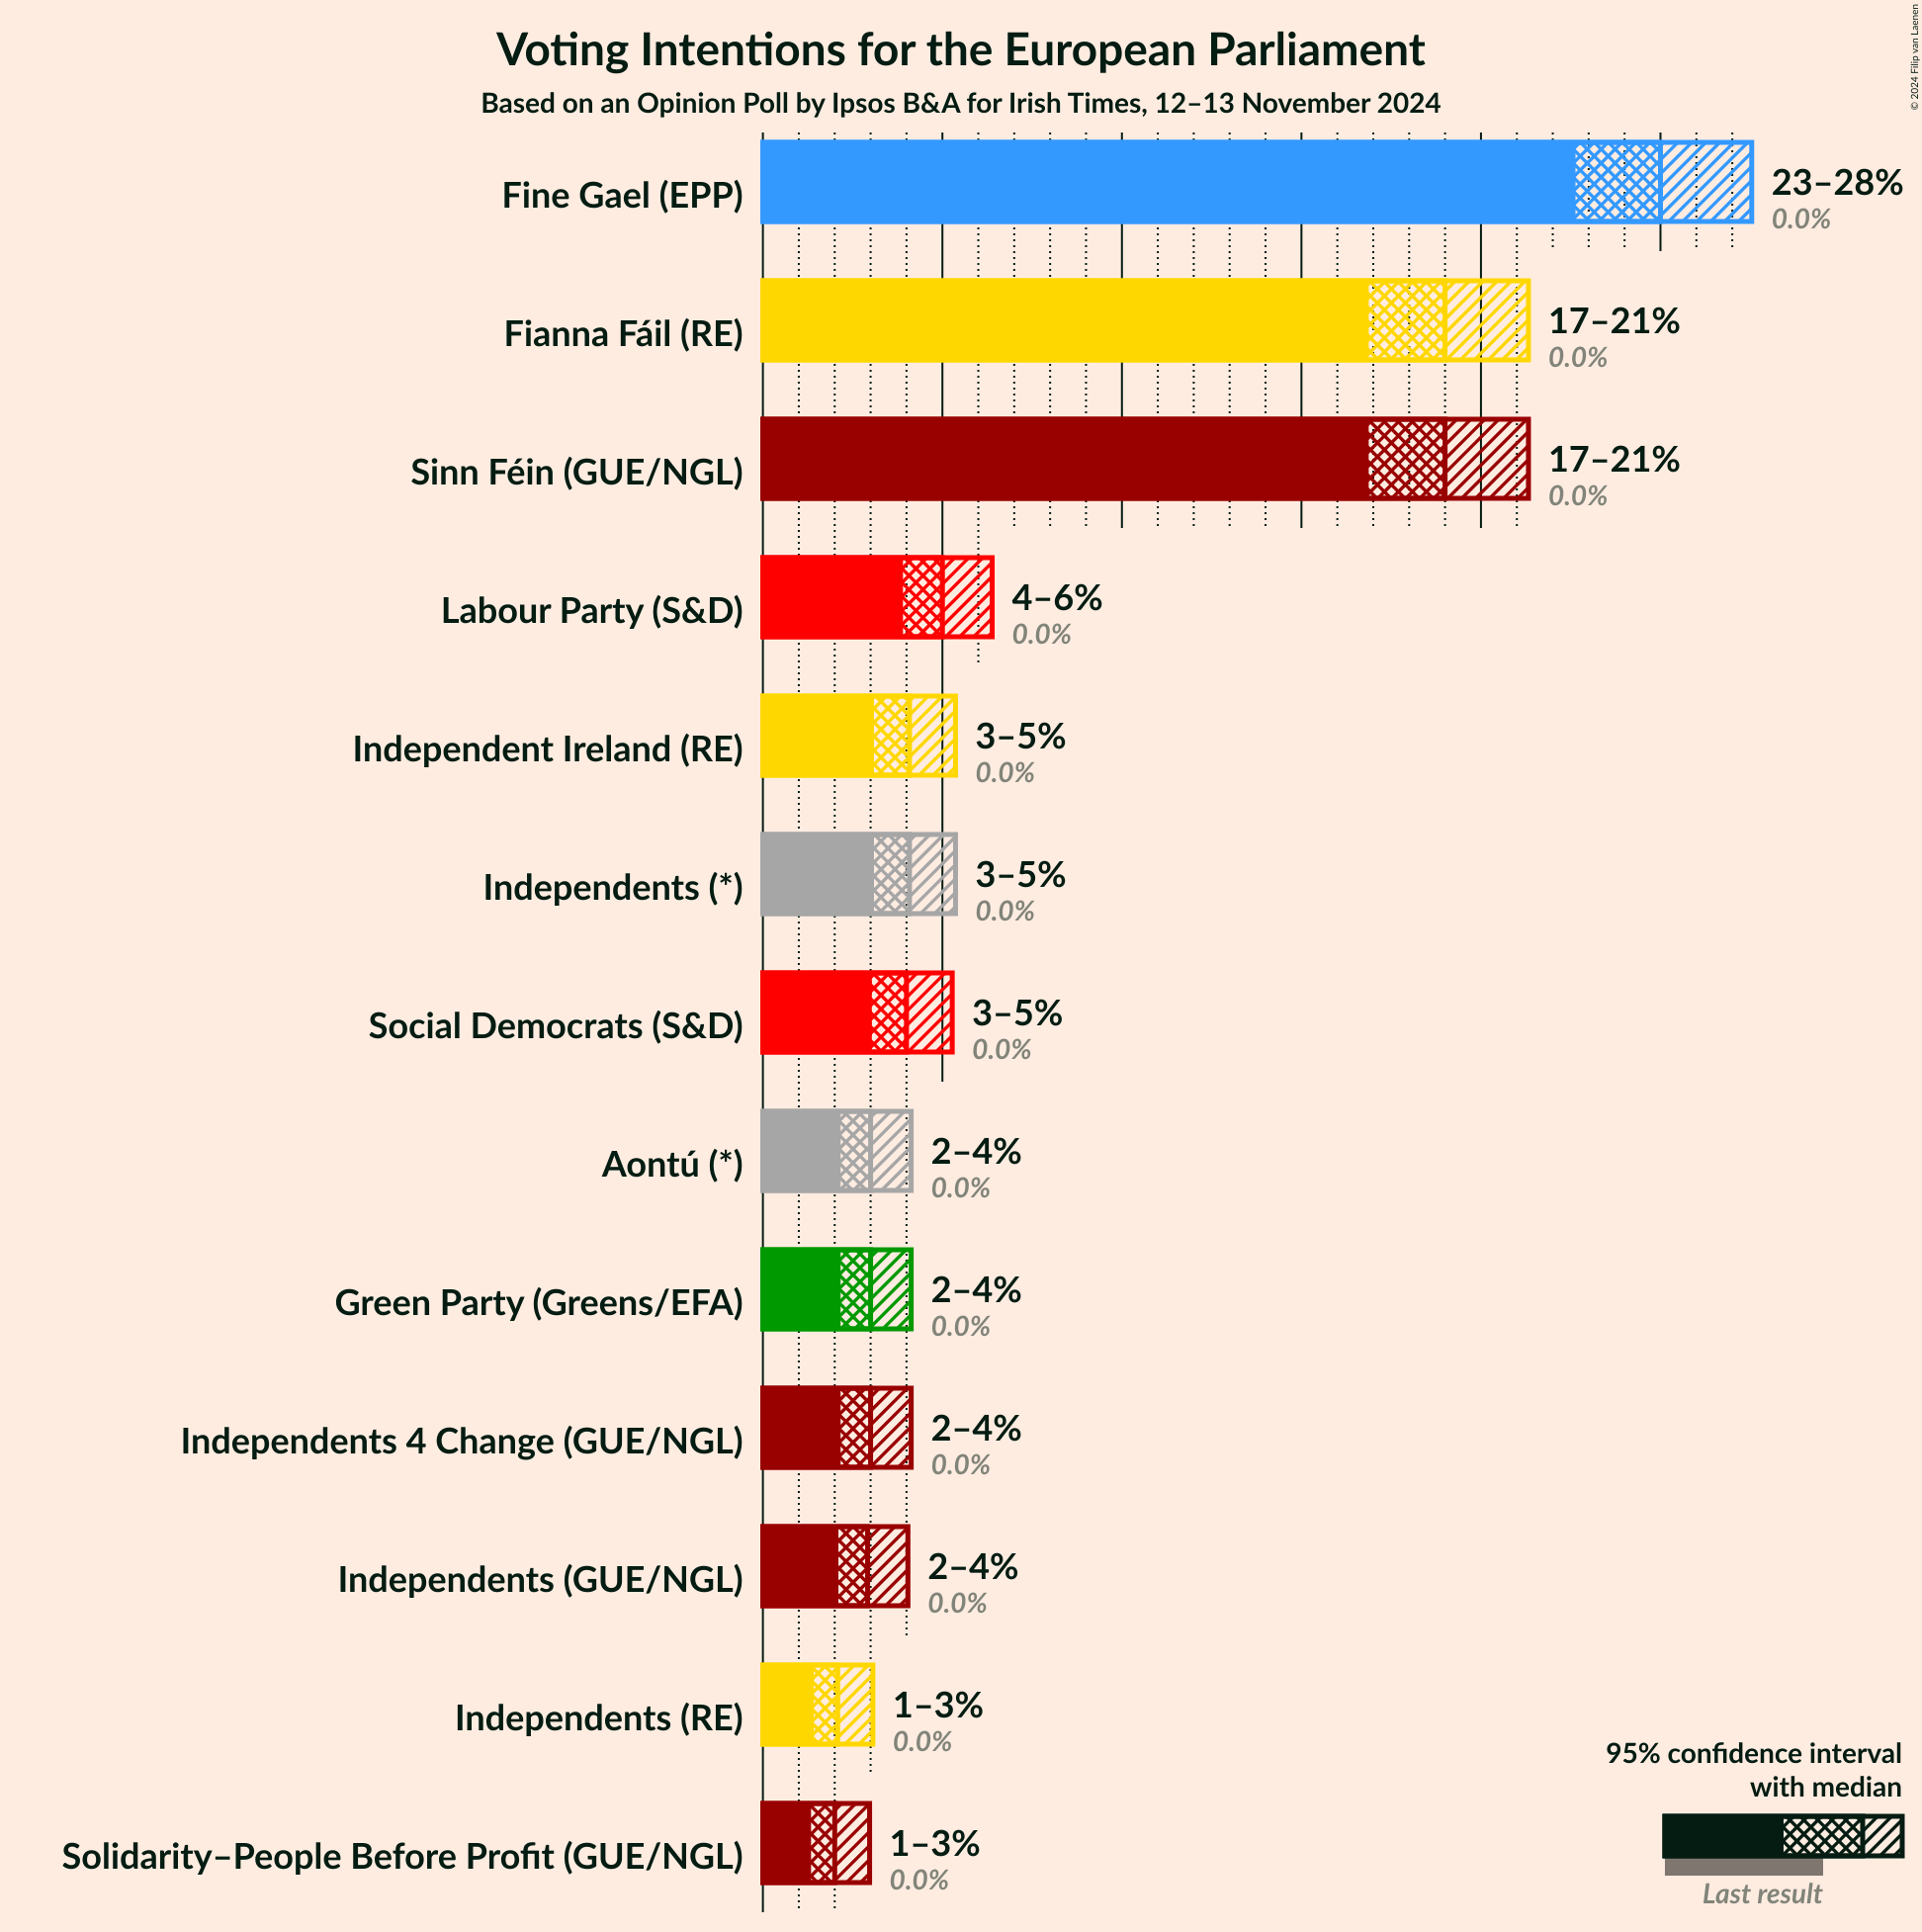 Voting Intentions for the European Parliament
Based on an Opinion Poll by Ipsos B&A for Irish Times, 12–13 November 2024
© 2024 Filip van Laenen
Fine Gael (EPP)
23–28%
0.0%
Fianna Fáil (RE)
17–21%
0.0%
Sinn Féin (GUE/NGL)
17–21%
0.0%
Labour Party (S&D)
4–6%
0.0%
Independent Ireland (RE)
3–5%
0.0%
Independents (*)
3–5%
0.0%
Social Democrats (S&D)
3–5%
0.0%
Aontú (*)
2–4%
0.0%
Green Party (Greens/EFA)
2–4%
0.0%
Independents 4 Change (GUE/NGL)
2–4%
0.0%
Independents (GUE/NGL)
2–4%
0.0%
Independents (RE)
1–3%
0.0%
Solidarity–People Before Profit (GUE/NGL)
1–3%
0.0%
95% confidence interval
with median
Last result